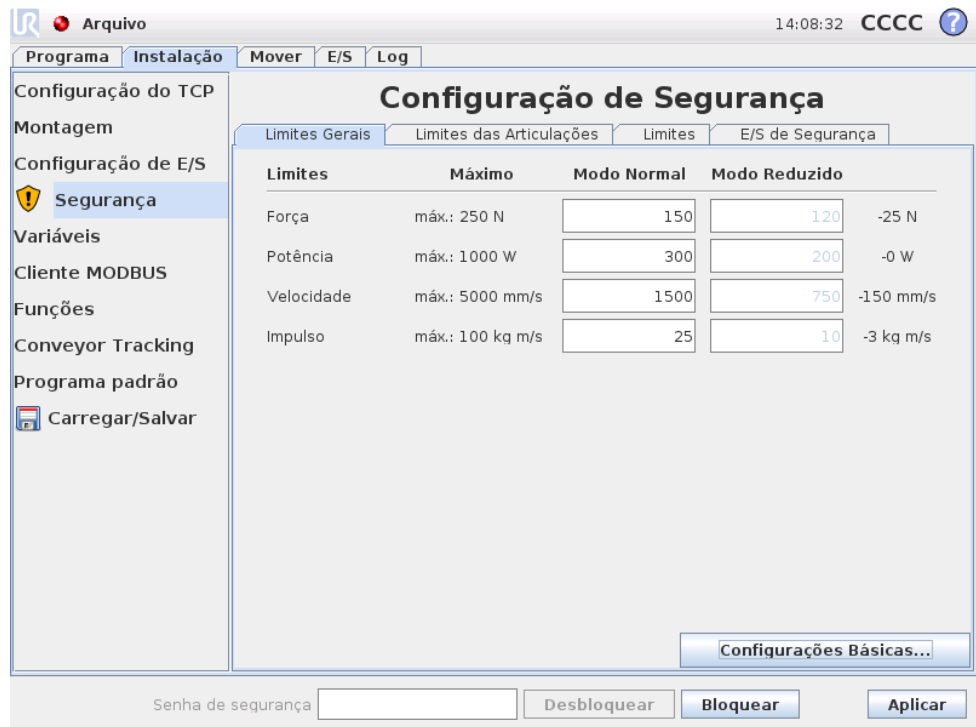 UR Arquivo 14:08:32 CCCC ?
Programa Instalação Mover E/S Log
Configuração do TCP
Montagem
Configuração de E/S
Segurança
Variáveis
Cliente MODBUS
Funções
Conveyor Tracking
Programa padrão
Carregar/Salvar
Configuração de Segurança
Limites Gerais Limites das Articulações Limites E/S de Segurança
Limites Máximo Modo Normal Modo Reduzido
Força máx.: 250 N 150 120 -25 N
Potência máx.: 1000 W 300 200 -0 W
Velocidade máx.: 5000 mm/s 1500 750 -150 mm/s
Impulso máx.: 100 kg m/s 25 10 -3 kg m/s
Configurações Básicas...
Senha de segurança Desbloquear Bloquear Aplicar